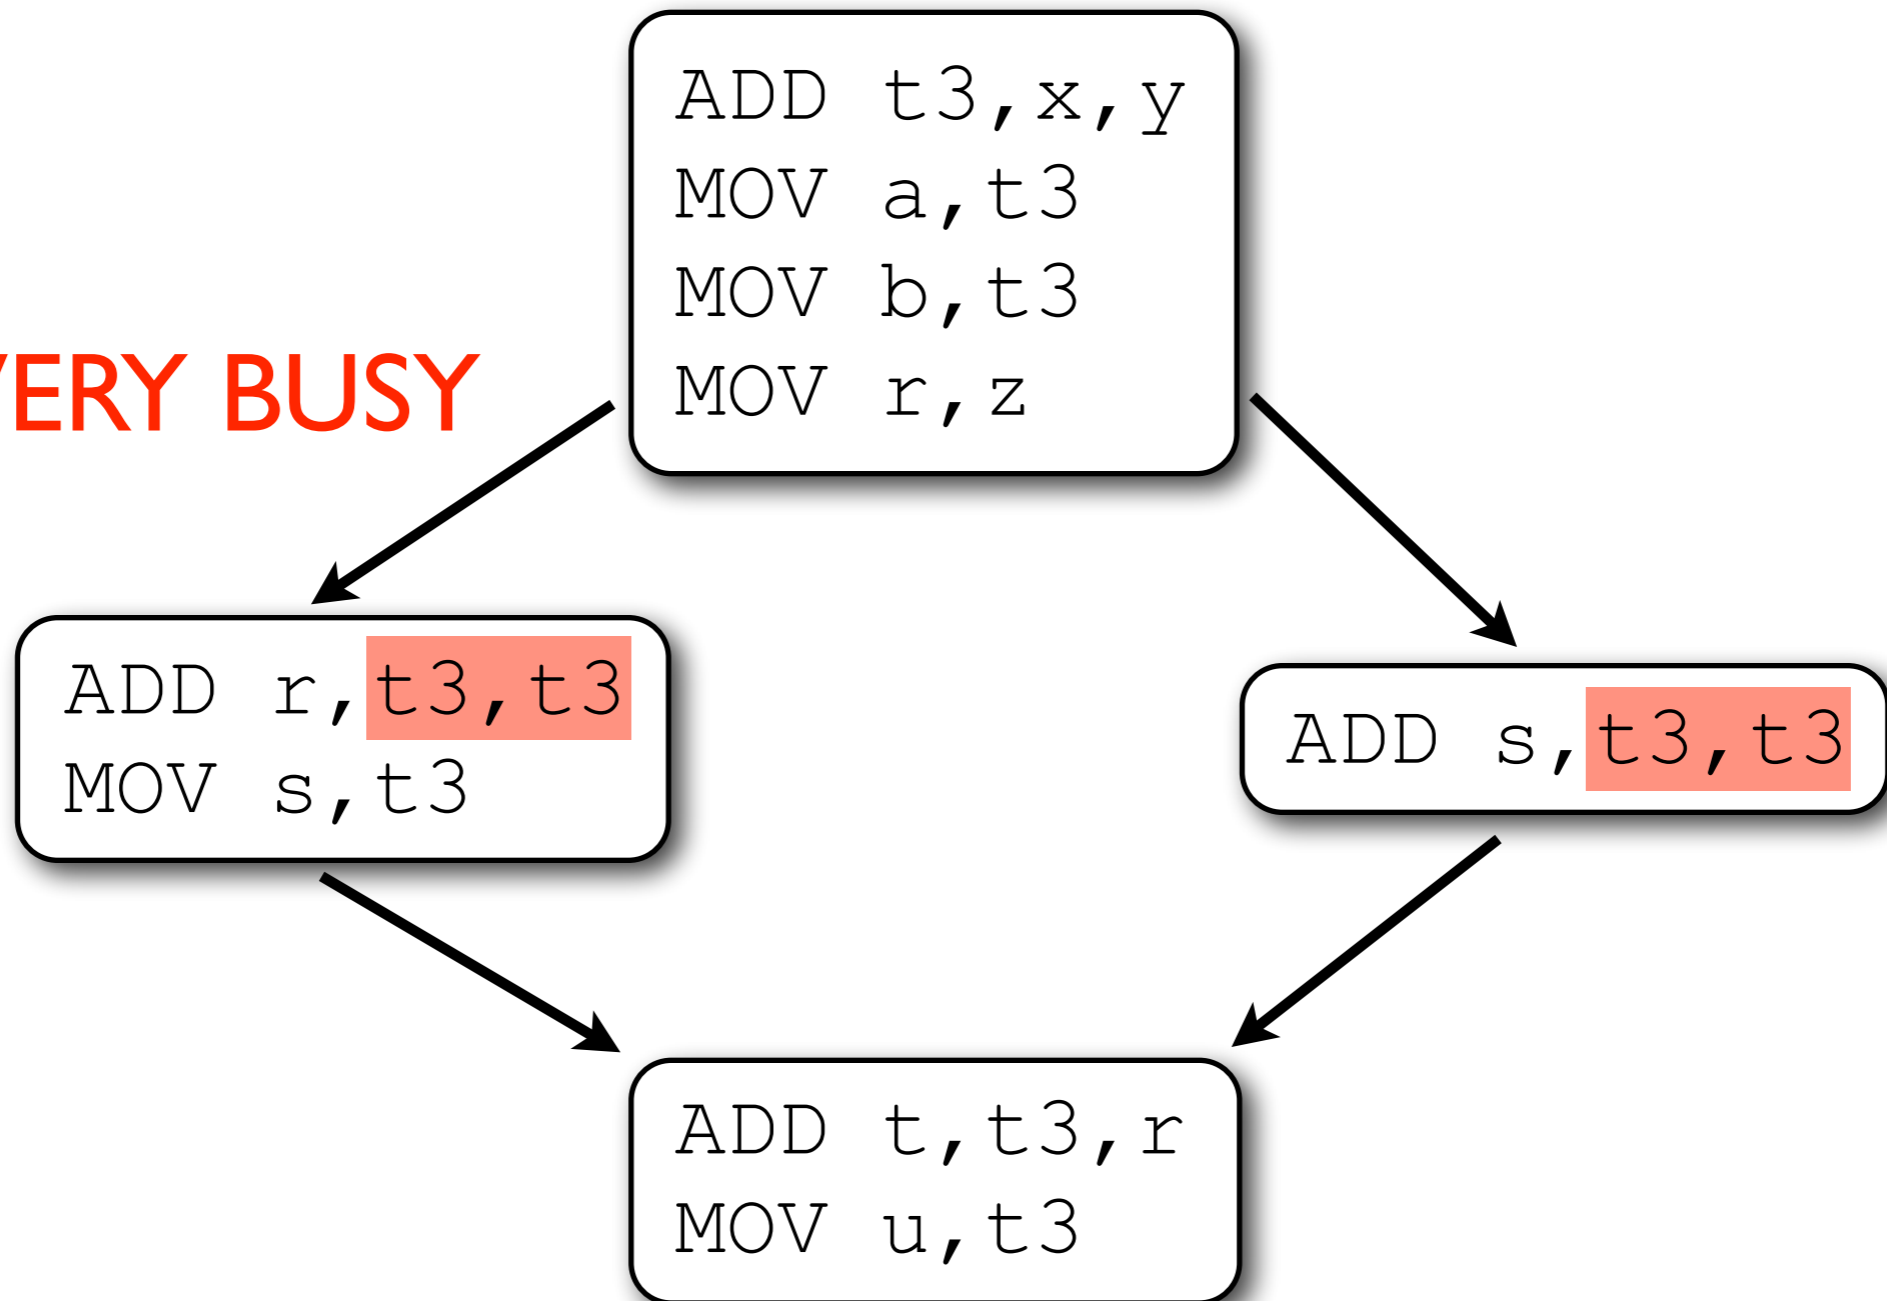 ADD t3,x,y
MOV a,t3
MOV b,t3
MOV r,z
VERY BUSY
ADD r,t3,t3
MOV s,t3
ADD s,t3,t3
ADD t,t3,r
MOV u,t3